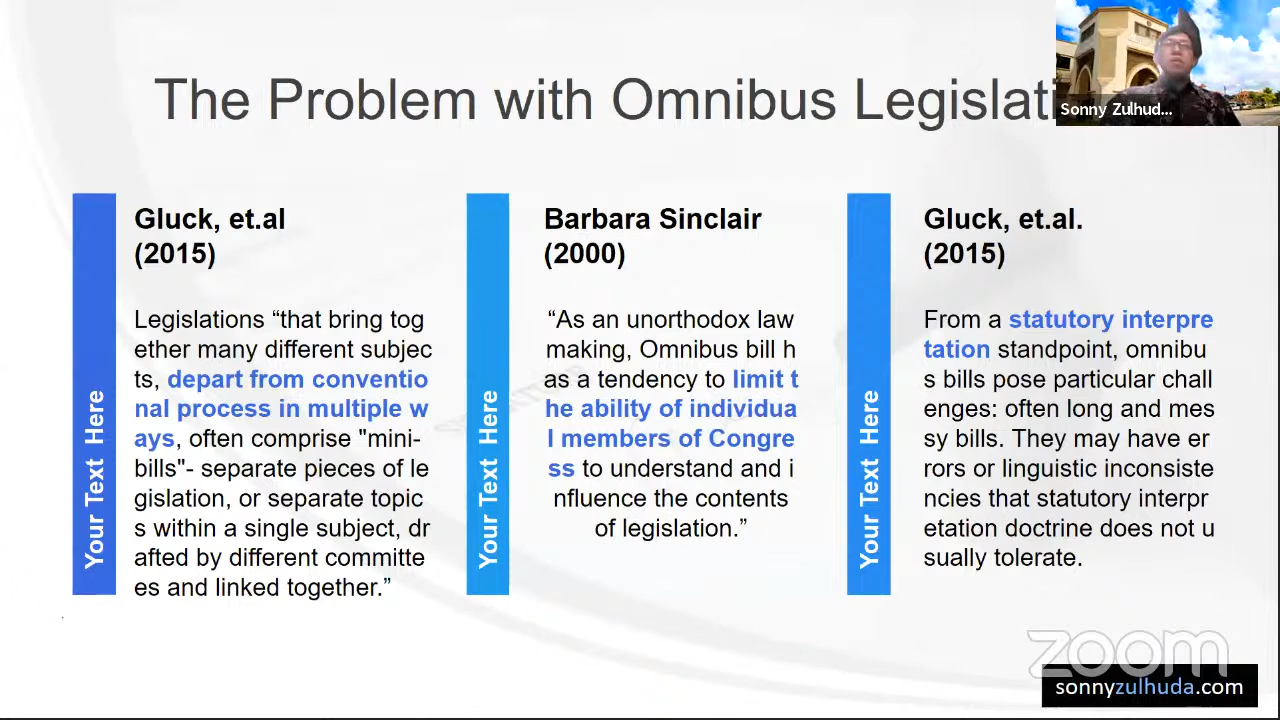 The Problem with Omnibus Legislati
Sonny Zulhud...
Your Text Here
Gluck, et.al
(2015)
Legislations “that bring tog
ether many different subjec
ts, depart from conventio
nal process in multiple w
ays, often comprise "mini-
bills"- separate pieces of le
gislation, or separate topic
s within a single subject, dr
afted by different committe
es and linked together.”
Your Text Here
Barbara Sinclair
(2000)
“As an unorthodox law
making, Omnibus bill h
as a tendency to limit t
he ability of individua
l members of Congre
ss to understand and i
nfluence the contents
of legislation.”
Your Text Here
Gluck, et.al.
(2015)
From a statutory interpre
tation standpoint, omnibu
s bills pose particular chall
enges: often long and mes
sy bills. They may have er
rors or linguistic inconsiste
ncies that statutory interpr
etation doctrine does not u
sually tolerate.
zoom
sonnyzulhuda.com